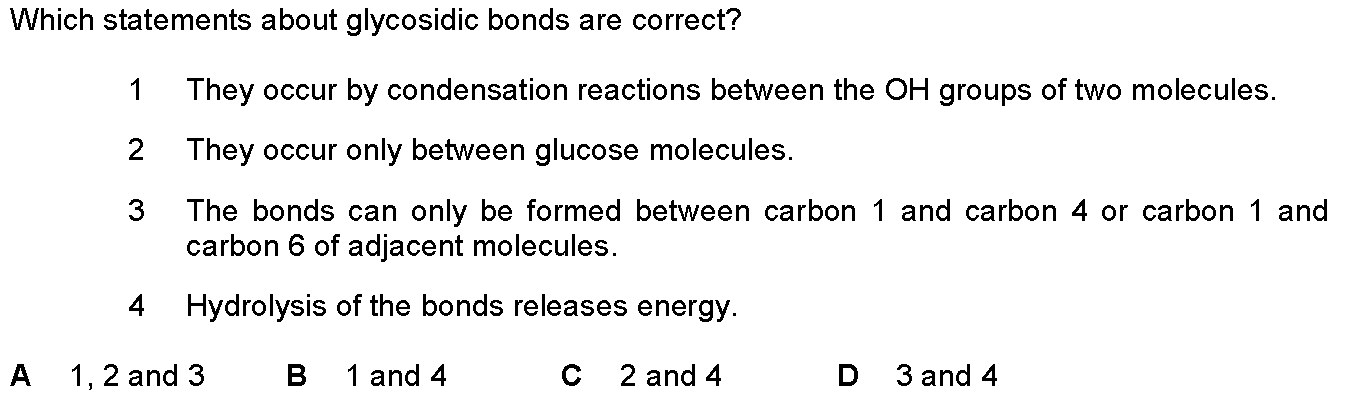 Which statements about glycosidic bonds are correct?
1 They occur by condensation reactions between the OH groups of two molecules.
2 They occur only between glucose molecules.
3 The bonds can only be formed between carbon 1 and carbon 4 or carbon 1 and
carbon 6 of adjacent molecules.
4 Hydrolysis of the bonds releases energy.
A 1, 2 and 3 B 1 and 4 C 2 and 4 D 3 and 4